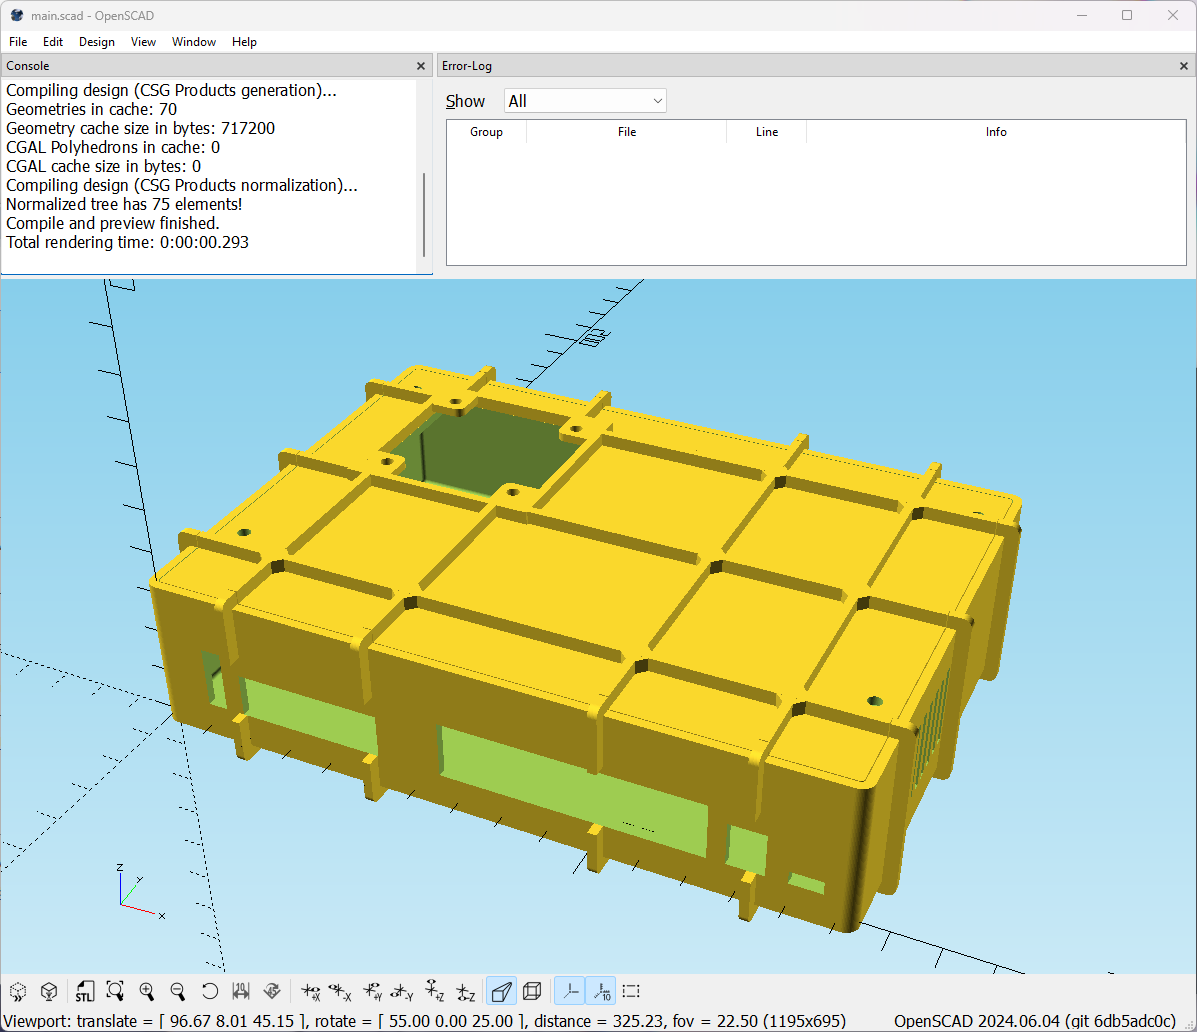 main.scad - OpenSCAD
File Edit Design View Window Help
Console
Compiling design (CSG Products generation)...
Geometries in cache: 70
Geometry cache size in bytes: 717200
CGAL Polyhedrons in cache: 0
CGAL cache size in bytes: 0
Compiling design (CSG Products normalization)...
Normalized tree has 75 elements!
Compile and preview finished.
Total rendering time: 0:00:00.293
Error-Log
Show All
Group File Line Info
Z
Y
X
STL
10
+X
-X
+Y
-Y
+Z
-Z
10
Viewport: translate = [ 96.67 8.01 45.15 ], rotate = [ 55.00 0.00 25.00 ], distance = 325.23, fov = 22.50 (1195x695)
OpenSCAD 2024.06.04 (git 6db5adc0c)